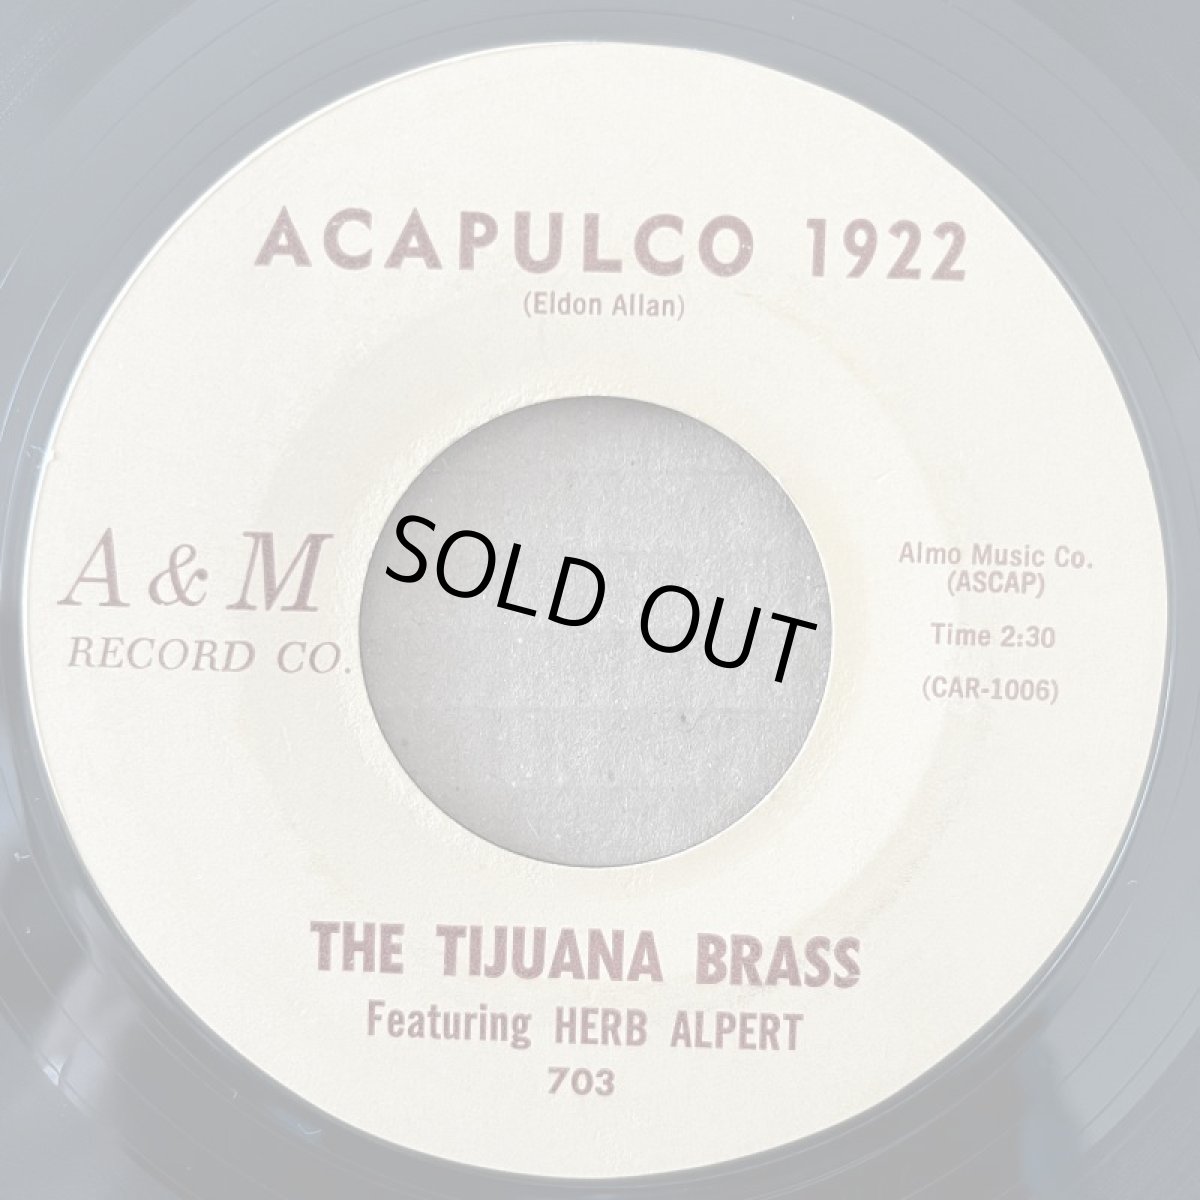 ACAPULCO 1922
(Eldon Allan)
A & M
RECORD CO.
SOLD OUT
Almo Music Co.
(ASCAP)
Time 2:30
(CAR-1006)
THE TIJUANA BRASS
Featuring HERB ALPERT
703